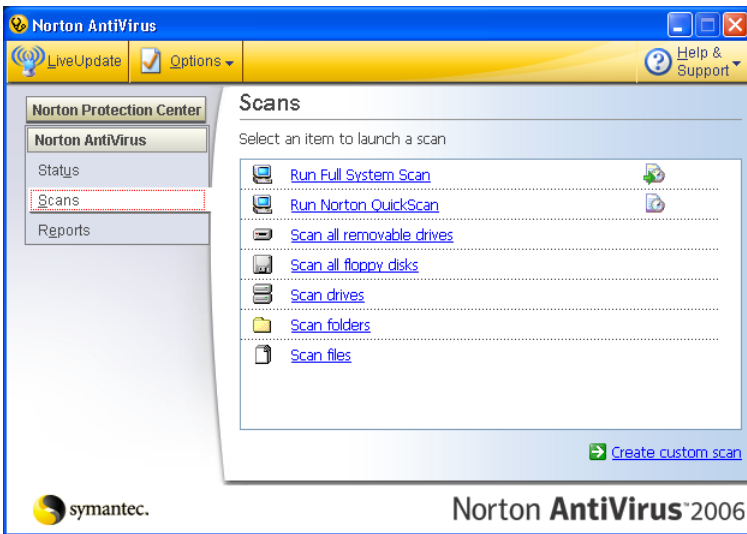 Norton AntiVirus
LiveUpdate Options Help & Support
Norton Protection Center
Norton AntiVirus
Status
Scans
Reports
Scans
Select an item to launch a scan
Run Full System Scan
Run Norton QuickScan
Scan all removable drives
Scan all floppy disks
Scan drives
Scan folders
Scan files
Create custom scan
symantec.
Norton AntiVirus™2006